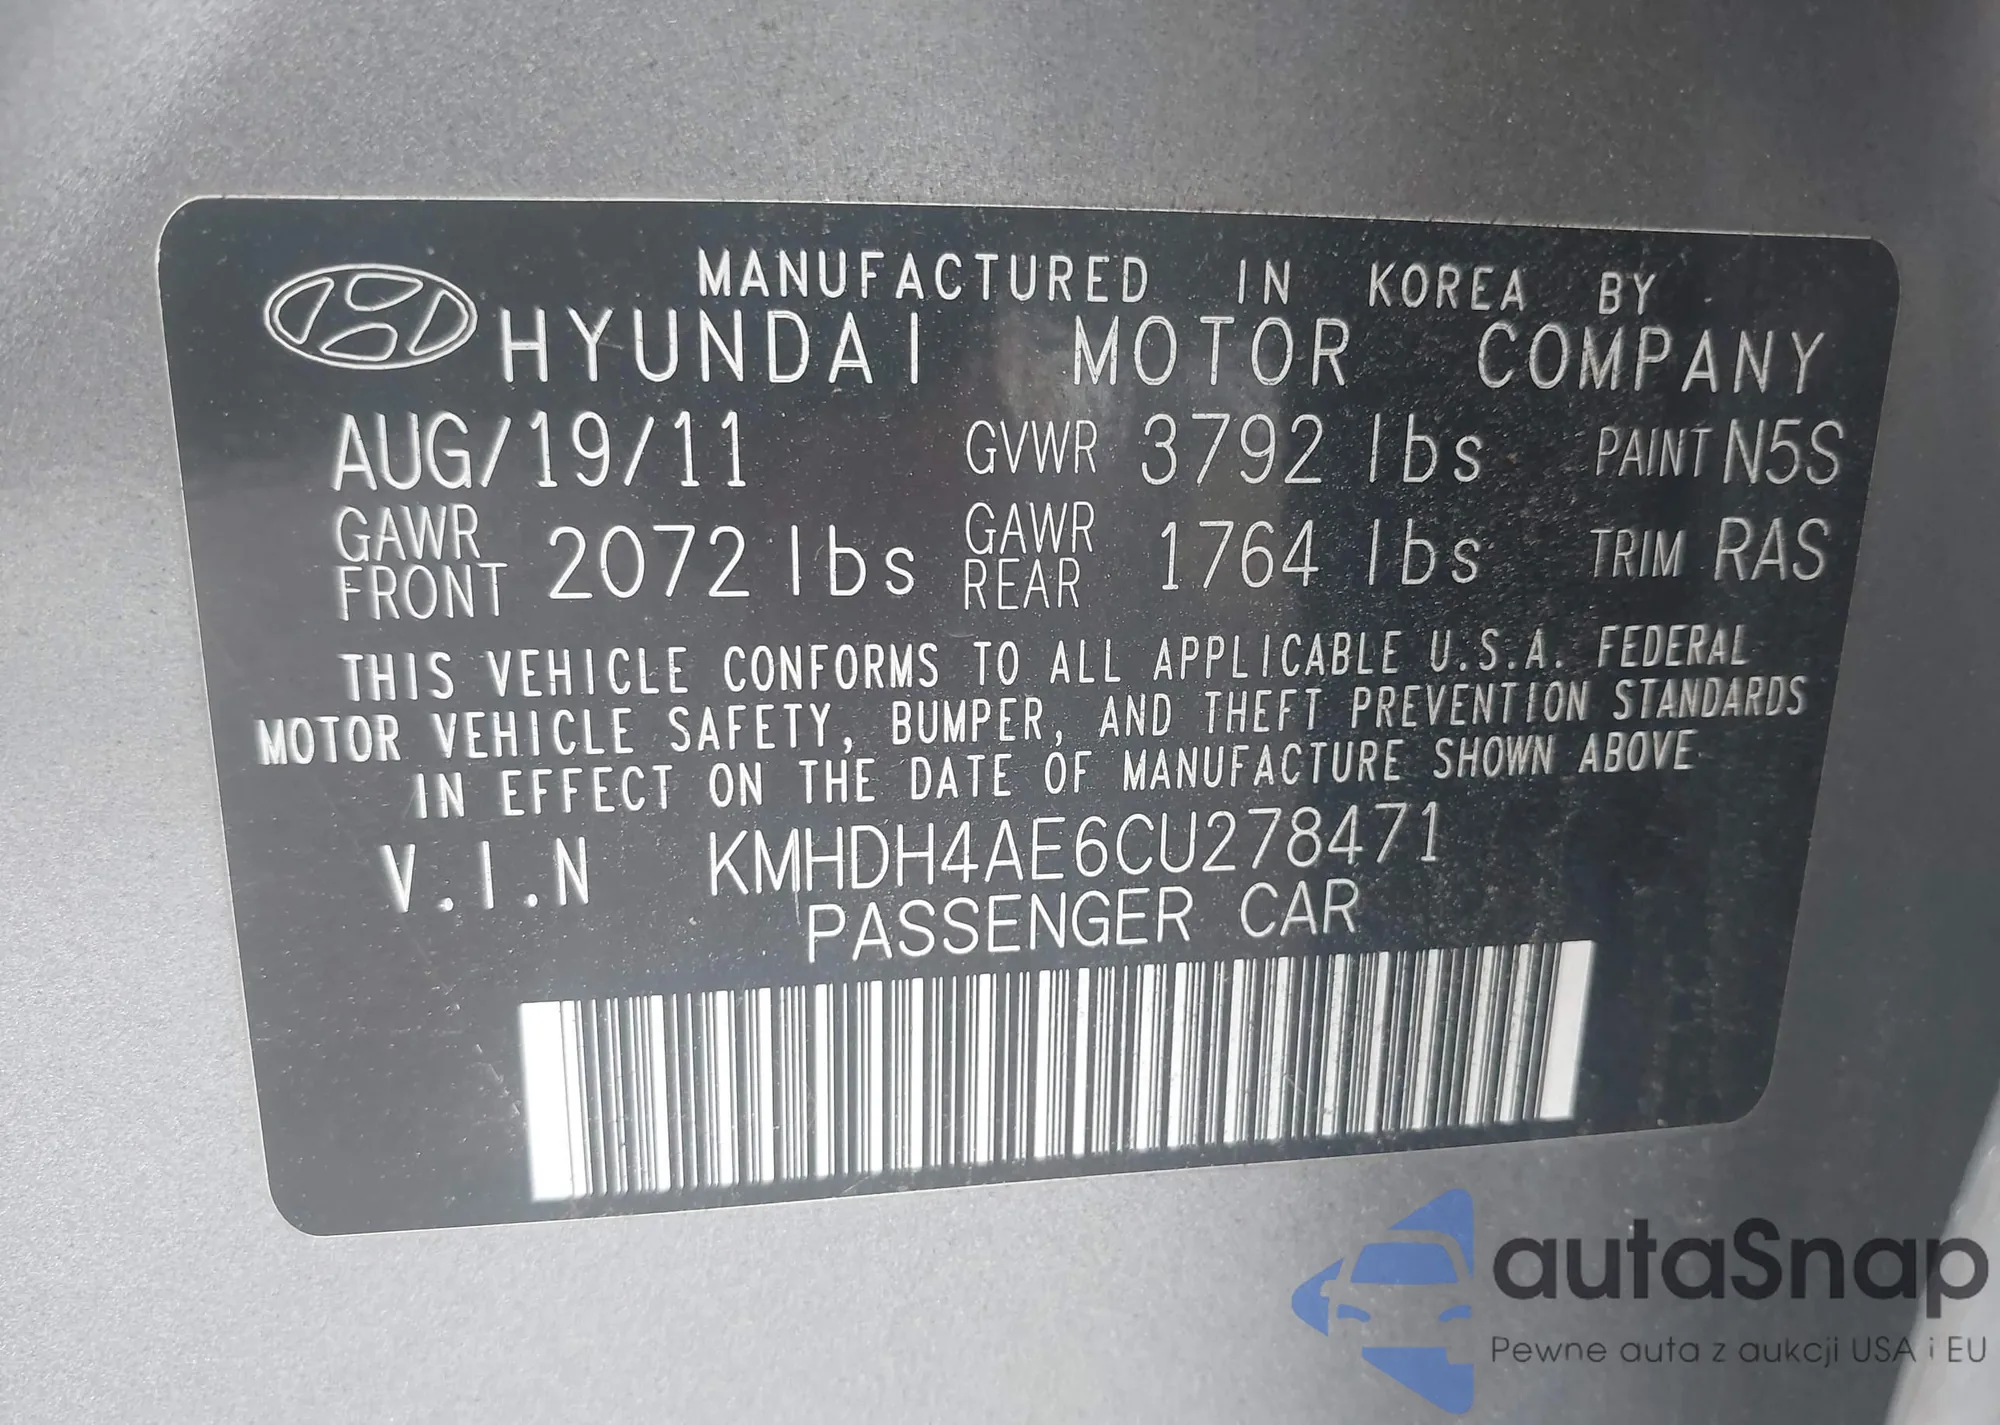 MANUFACTURED IN KOREA BY
HYUNDAI MOTOR COMPANY
AUG/19/11 GVWR 3792 lbs PAINT N5S
GAWR FRONT 2072 lbs GAWR REAR 1764 lbs TRIM RAS
THIS VEHICLE CONFORMS TO ALL APPLICABLE U.S.A. FEDERAL
MOTOR VEHICLE SAFETY, BUMPER, AND THEFT PREVENTION STANDARDS
IN EFFECT ON THE DATE OF MANUFACTURE SHOWN ABOVE
V.I.N KMHDH4AE6CU278471
PASSENGER CAR
autaSnap
Pewne auta z aukcji USA i EU